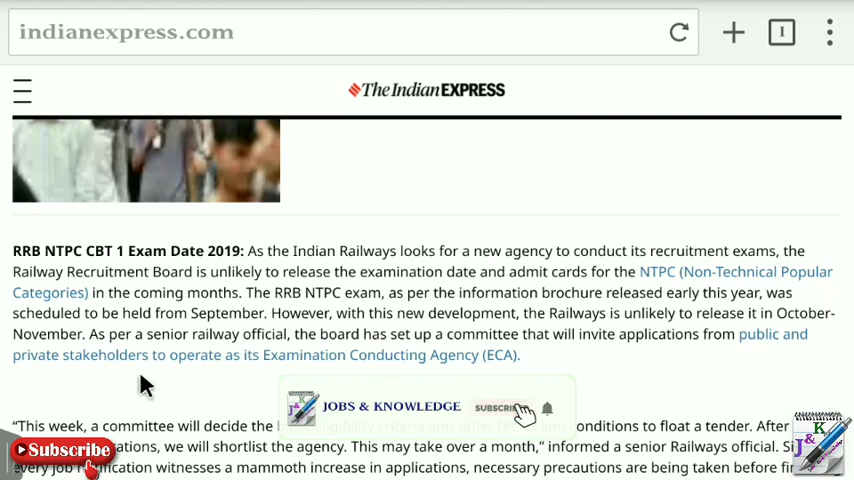 indianexpress.com
1
The Indian EXPRESS
RRB NTPC CBT 1 Exam Date 2019: As the Indian Railways looks for a new agency to conduct its recruitment exams, the
Railway Recruitment Board is unlikely to release the examination date and admit cards for the NTPC (Non-Technical Popular
Categories) in the coming months. The RRB NTPC exam, as per the information brochure released early this year, was
scheduled to be held from September. However, with this new development, the Railways is unlikely to release it in October-
November. As per a senior railway official, the board has set up a committee that will invite applications from public and
private stakeholders to operate as its Examination Conducting Agency (ECA).
JOBS & KNOWLEDGE
SUBSCRIBE
“This week, a committee will decide the eligibility criteria and other conditions to float a tender. After
we will shortlist the agency. This may take over a month,” informed a senior Railways official.
every job notification witnesses a mammoth increase in applications, necessary precautions are being taken before
Subscribe
J&K